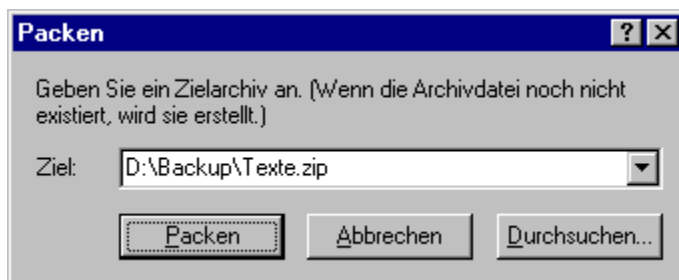 Packen
Geben Sie ein Zielarchiv an. (Wenn die Archivdatei noch nicht
existiert, wird sie erstellt.)
Ziel: D:\Backup\Texte.zip
Packen Abbrechen Durchsuchen...